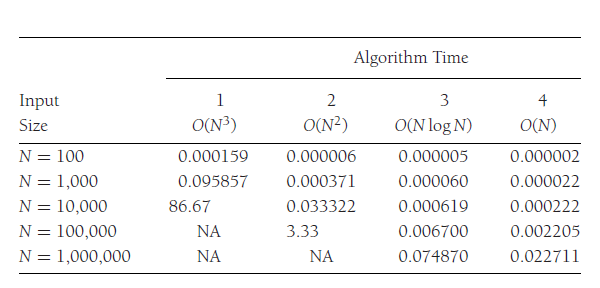 Algorithm Time
Input 1 2 3 4
Size O(N³) O(N²) O(N log N) O(N)
N = 100 0.000159 0.000006 0.000005 0.000002
N = 1,000 0.095857 0.000371 0.000060 0.000022
N = 10,000 86.67 0.033322 0.000619 0.000222
N = 100,000 NA 3.33 0.006700 0.002205
N = 1,000,000 NA NA 0.074870 0.022711